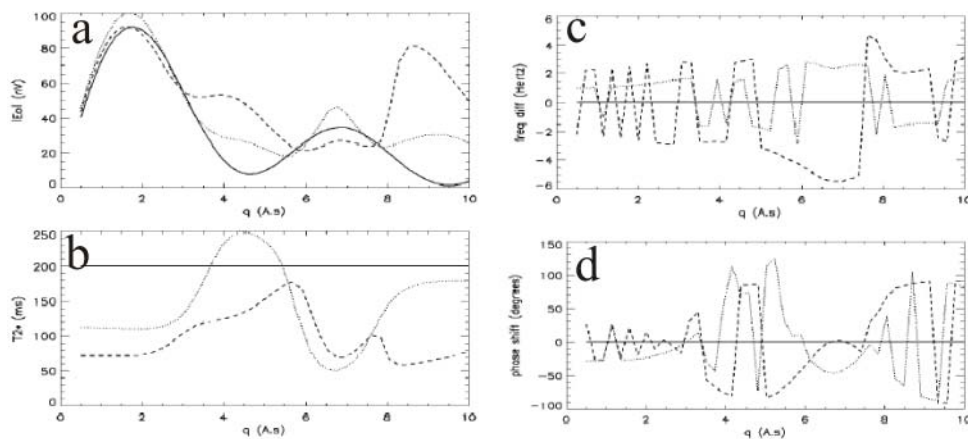 a
100
80
60
40
20
0
|Eo| (nV)
0 2 4 6 8 10
q (A.s)
b
250
200
150
100
50
0
T2* (ms)
0 2 4 6 8 10
q (A.s)
c
6
4
2
0
-2
-4
-6
freq diff (Hertz)
0 2 4 6 8 10
q (A.s)
d
150
100
50
0
-50
-100
phase shift (degrees)
0 2 4 6 8 10
q (A.s)